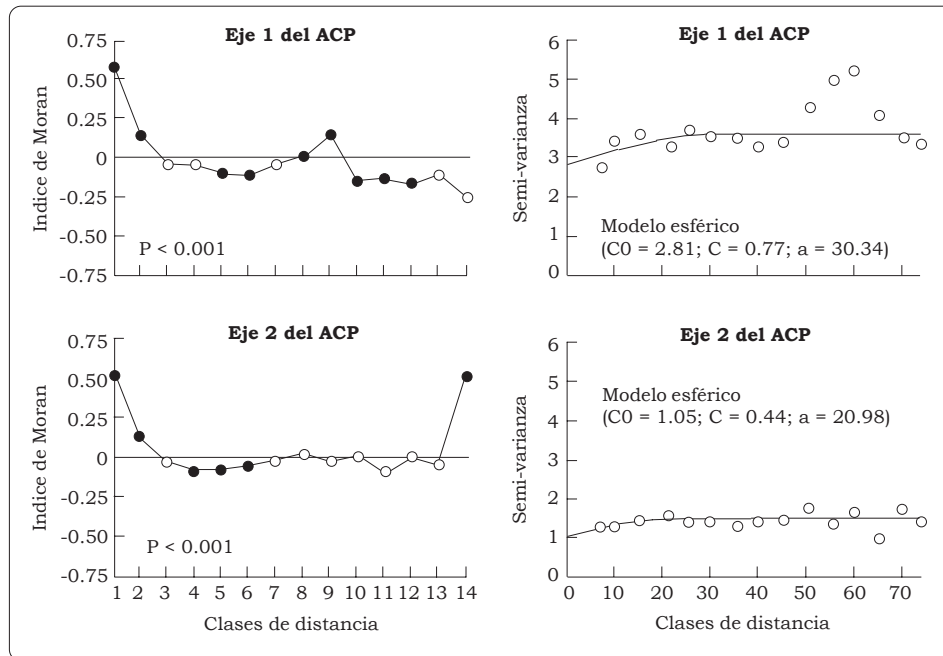 Eje 1 del ACP
0.75
0.50
0.25
0
-0.25
-0.50
-0.75
Indice de Moran
P < 0.001
Eje 1 del ACP
6
5
4
3
2
1
0
Semi-varianza
Modelo esférico
(C0 = 2.81; C = 0.77; a = 30.34)
Eje 2 del ACP
0.75
0.50
0.25
0
-0.25
-0.50
-0.75
Indice de Moran
P < 0.001
1 2 3 4 5 6 7 8 9 10 11 12 13 14
Clases de distancia
Eje 2 del ACP
6
5
4
3
2
1
0
Semi-varianza
Modelo esférico
(C0 = 1.05; C = 0.44; a = 20.98)
0 10 20 30 40 50 60 70
Clases de distancia